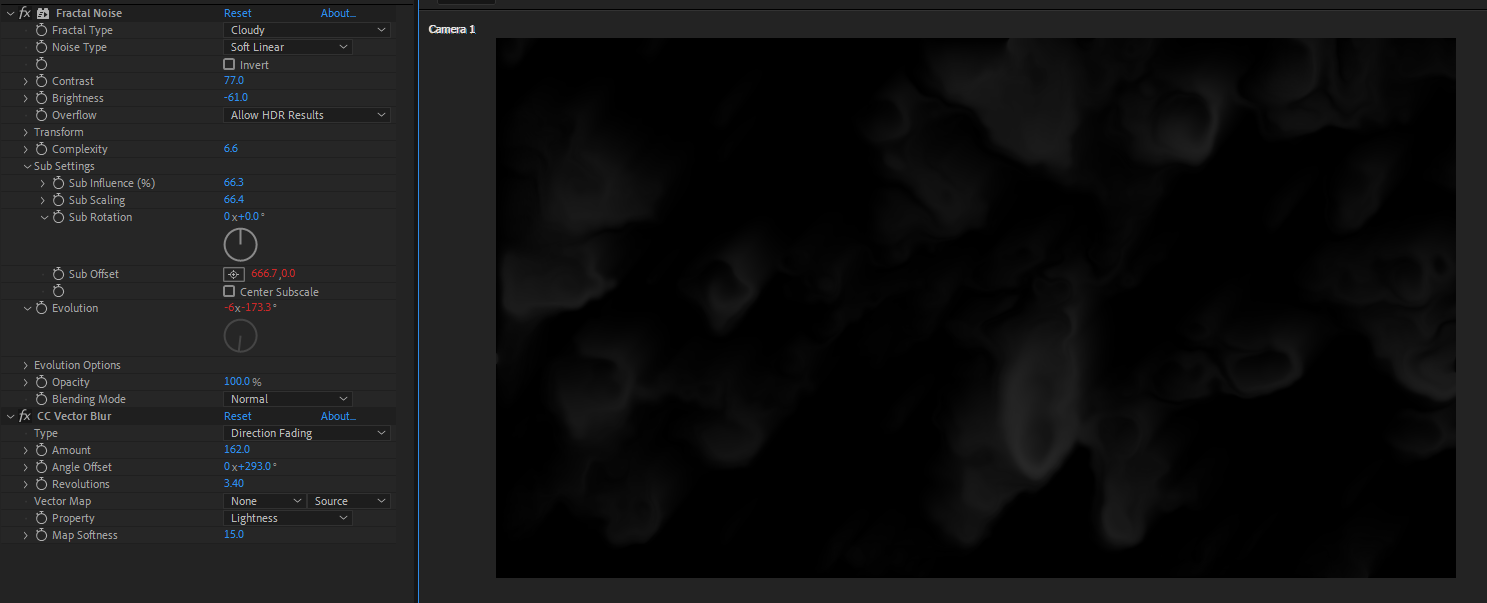 fx Fractal Noise Reset About...
Fractal Type Cloudy
Noise Type Soft Linear
Invert
Contrast 77.0
Brightness -61.0
Overflow Allow HDR Results
Transform
Complexity 6.6
Sub Settings
Sub Influence (%) 66.3
Sub Scaling 66.4
Sub Rotation 0x+0.0°
Sub Offset 666.7,0.0
Center Subscale
Evolution -6x-173.3°
Evolution Options
Opacity 100.0 %
Blending Mode Normal
fx CC Vector Blur Reset About...
Type Direction Fading
Amount 162.0
Angle Offset 0x+293.0°
Revolutions 3.40
Vector Map None Source
Property Lightness
Map Softness 15.0
Camera 1